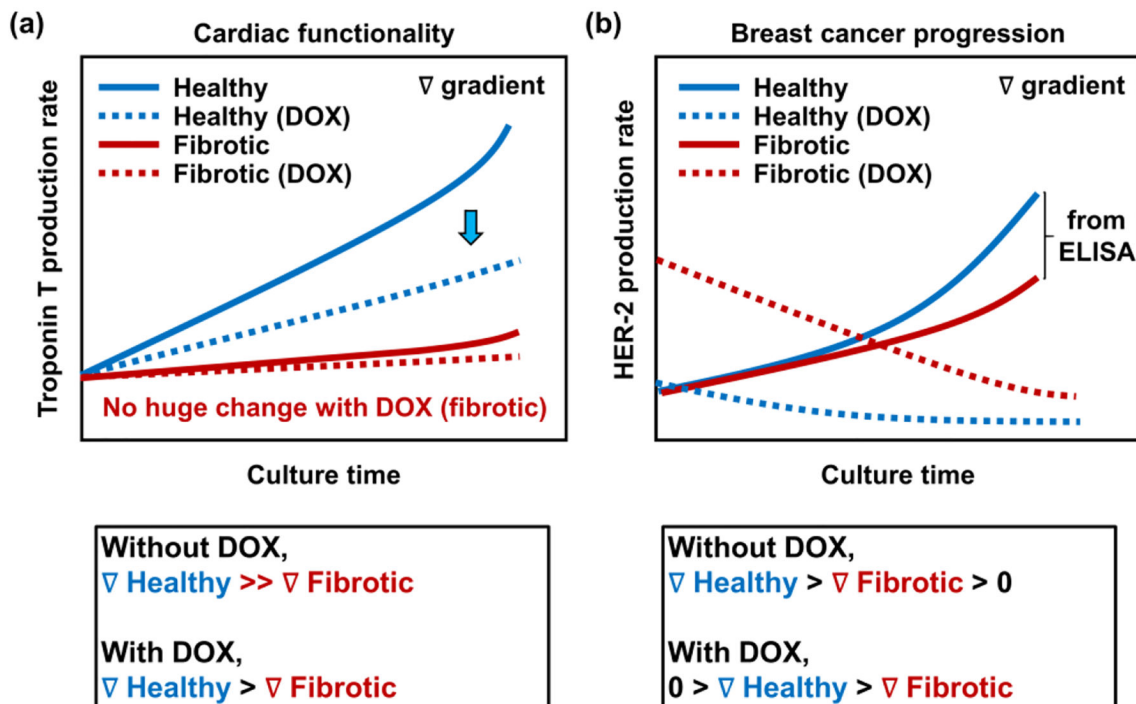 (a)
Cardiac functionality
Troponin T production rate
Healthy
Healthy (DOX)
Fibrotic
Fibrotic (DOX)
∇ gradient
No huge change with DOX (fibrotic)
Culture time
Without DOX,
∇ Healthy >> ∇ Fibrotic
With DOX,
∇ Healthy > ∇ Fibrotic
(b)
Breast cancer progression
HER-2 production rate
Healthy
Healthy (DOX)
Fibrotic
Fibrotic (DOX)
∇ gradient
from
ELISA
Culture time
Without DOX,
∇ Healthy > ∇ Fibrotic > 0
With DOX,
0 > ∇ Healthy > ∇ Fibrotic